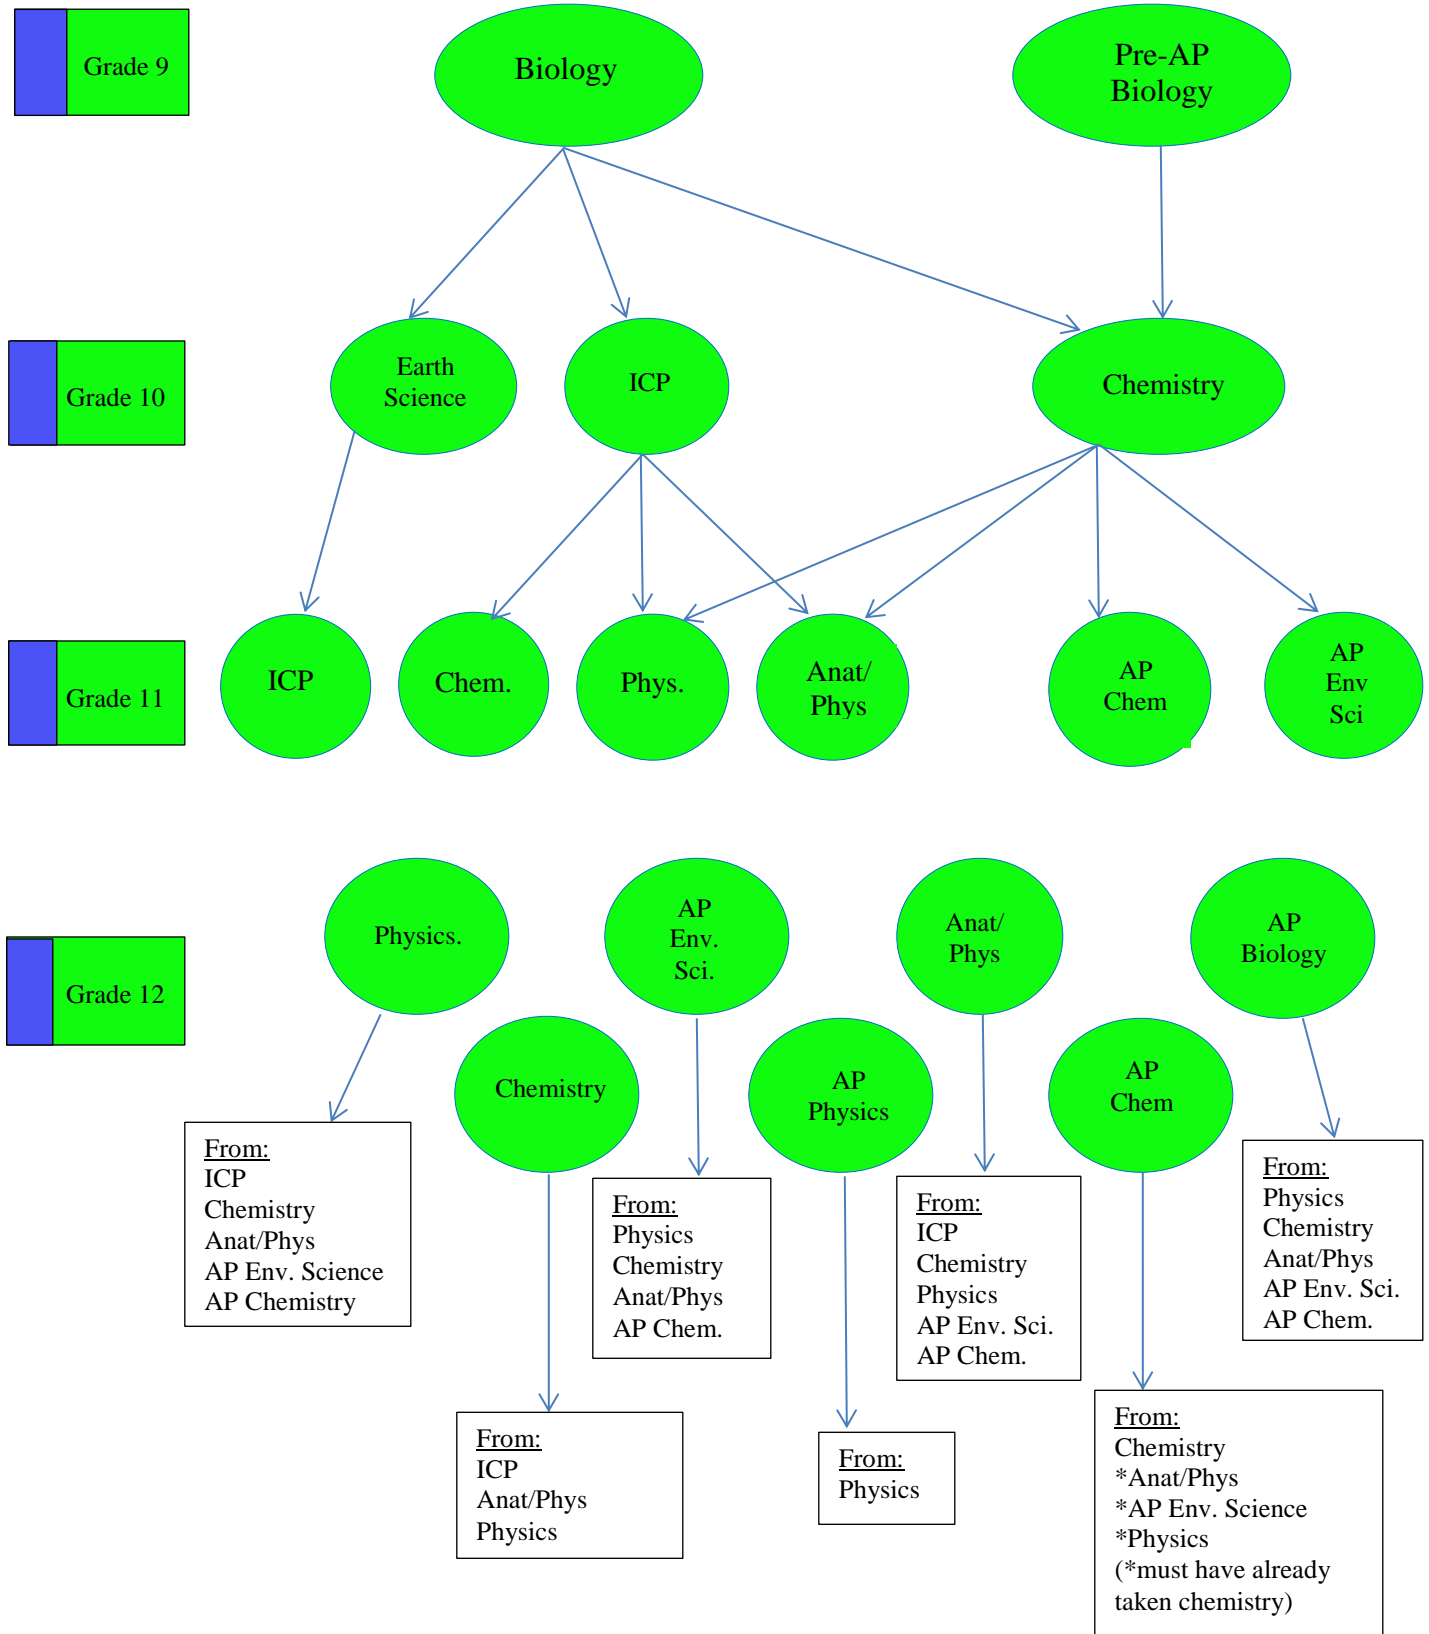 Grade 9
Biology
Pre-AP
Biology
Grade 10
Earth
Science
ICP
Chemistry
Grade 11
ICP
Chem.
Phys.
Anat/
Phys
AP
Chem
AP
Env
Sci
Grade 12
Physics.
AP
Env.
Sci.
Anat/
Phys
AP
Biology
Chemistry
AP
Physics
AP
Chem
From:
ICP
Chemistry
Anat/Phys
AP Env. Science
AP Chemistry
From:
Physics
Chemistry
Anat/Phys
AP Chem.
From:
ICP
Chemistry
Physics
AP Env. Sci.
AP Chem.
From:
Physics
Chemistry
Anat/Phys
AP Env. Sci.
AP Chem.
From:
ICP
Anat/Phys
Physics
From:
Physics
From:
Chemistry
*Anat/Phys
*AP Env. Science
*Physics
(*must have already
taken chemistry)